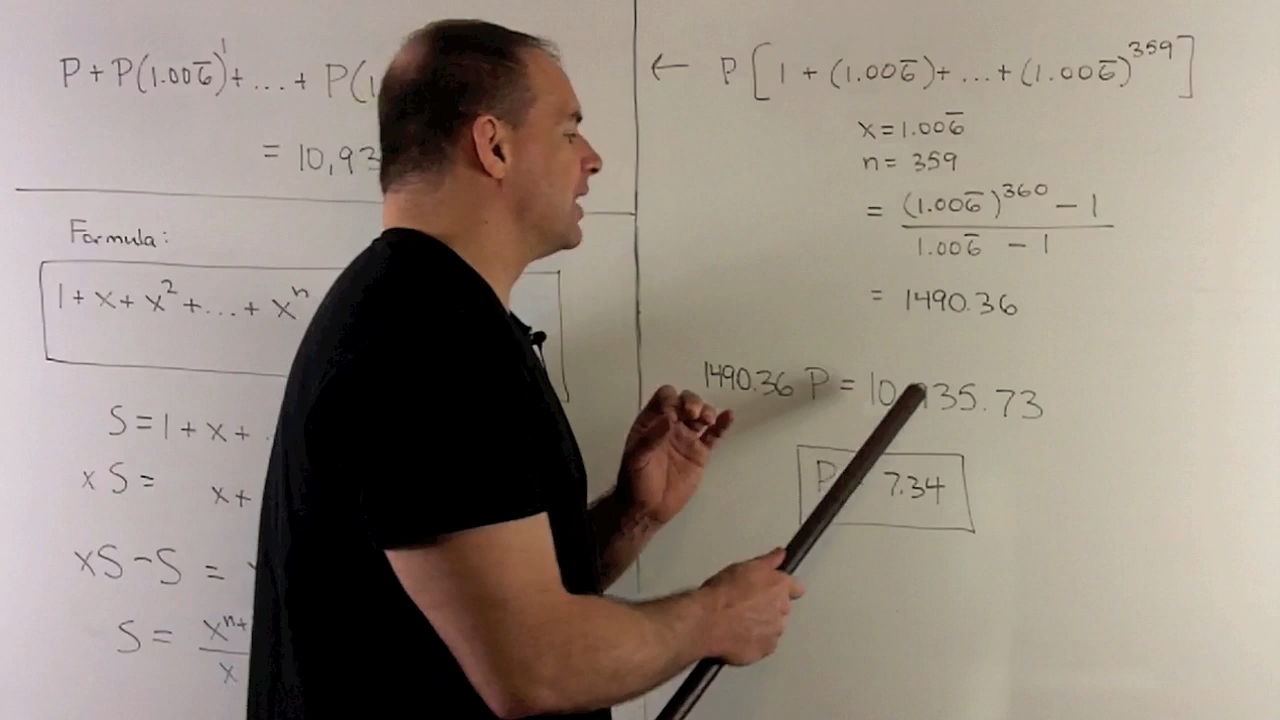 P + P(1.006̅)¹ + ... + P(1
= 10,93
Formula:
1 + x + x² + ... + xⁿ
S = 1 + x + .
xS = x +
xS - S =
S = xⁿ⁺ / x
← P[1 + (1.006̅) + ... + (1.006̅)³⁵⁹]
x = 1.006̅
n = 359
= (1.006̅)³⁶⁰ - 1 / 1.006̅ - 1
= 1490.36
1490.36 P = 10 35.73
P 7.34